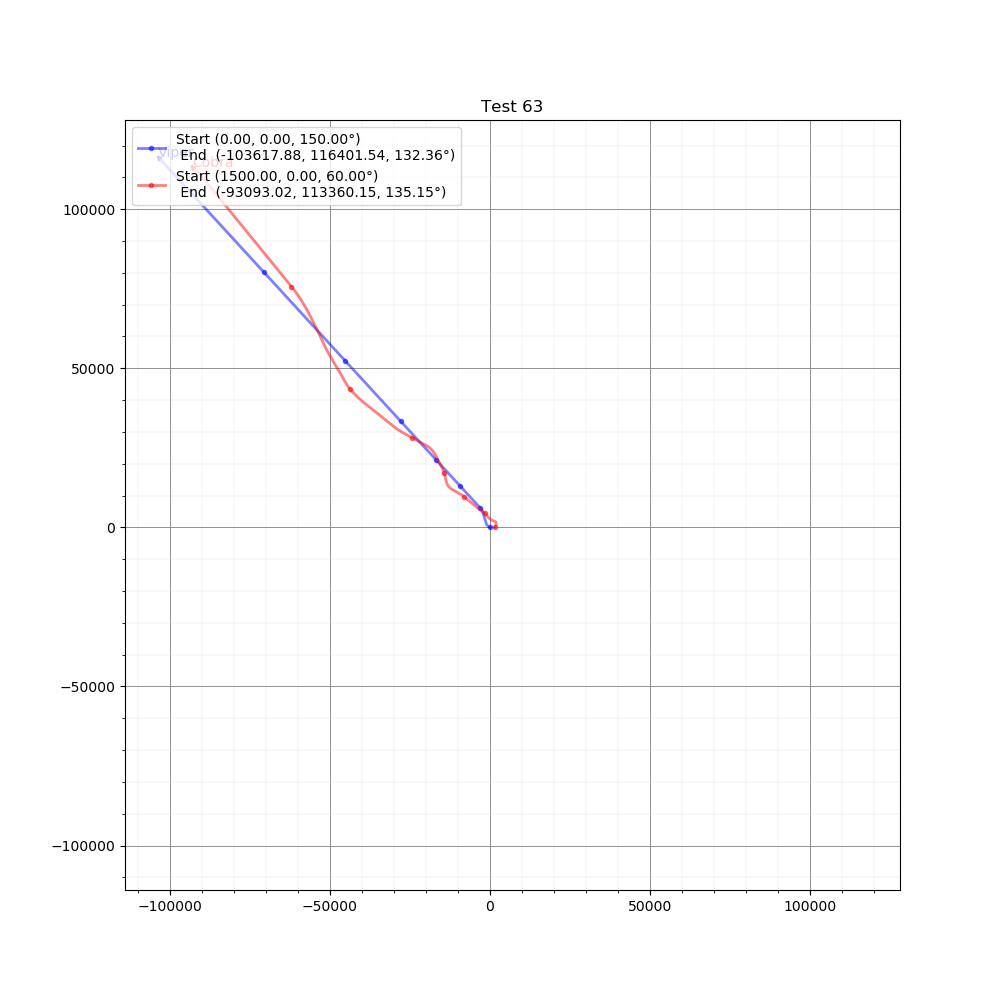 Test 63
Start (0.00, 0.00, 150.00°)
End (-103617.88, 116401.54, 132.36°)
Start (1500.00, 0.00, 60.00°)
End (-93093.02, 113360.15, 135.15°)
100000
50000
0
−50000
−100000
−100000
−50000
0
50000
100000